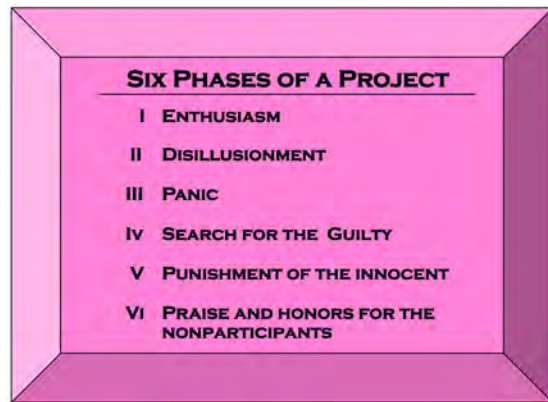 SIX PHASES OF A PROJECT
I ENTHUSIASM
II DISILLUSIONMENT
III PANIC
IV SEARCH FOR THE GUILTY
V PUNISHMENT OF THE INNOCENT
VI PRAISE AND HONORS FOR THE
NONPARTICIPANTS